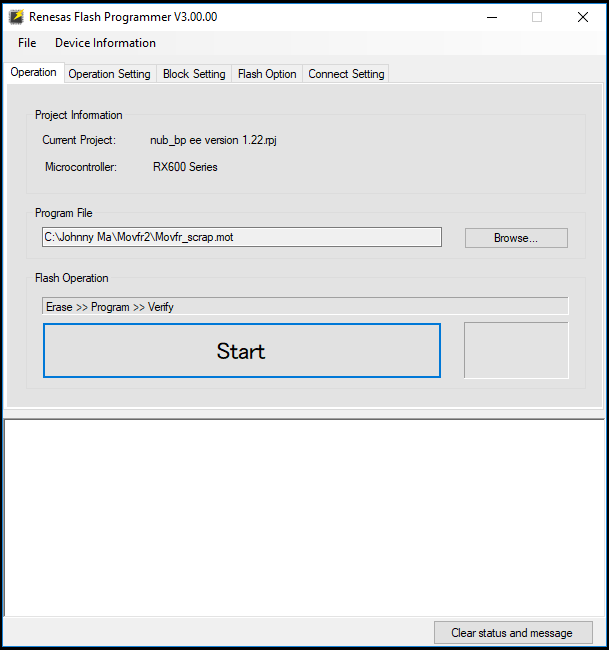 Renesas Flash Programmer V3.00.00
File Device Information
Operation Operation Setting Block Setting Flash Option Connect Setting
Project Information
Current Project: nub_bp ee version 1.22.rpj
Microcontroller: RX600 Series
Program File
C:\Johnny Ma\Movfr2\Movfr_scrap.mot Browse...
Flash Operation
Erase >> Program >> Verify
Start
Clear status and message